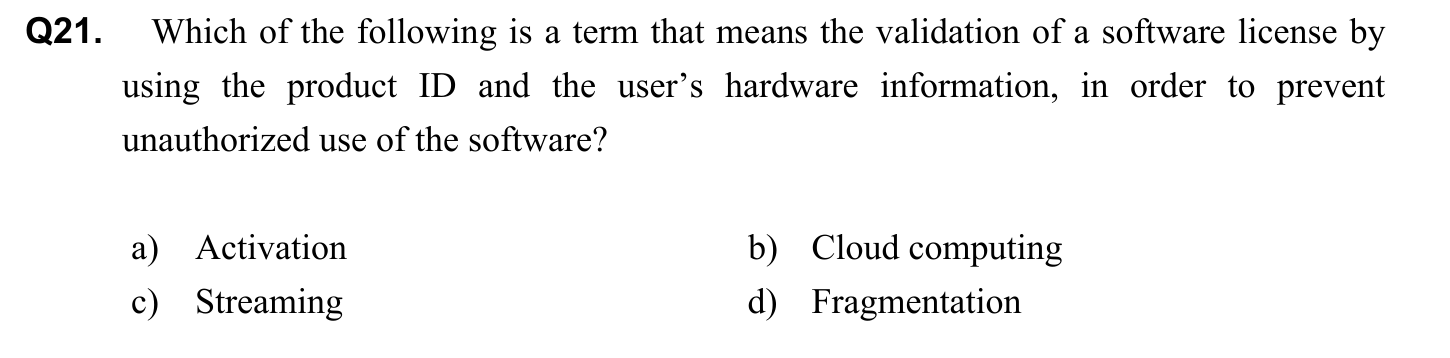 Q21. Which of the following is a term that means the validation of a software license by
using the product ID and the user’s hardware information, in order to prevent
unauthorized use of the software?
a) Activation b) Cloud computing
c) Streaming d) Fragmentation